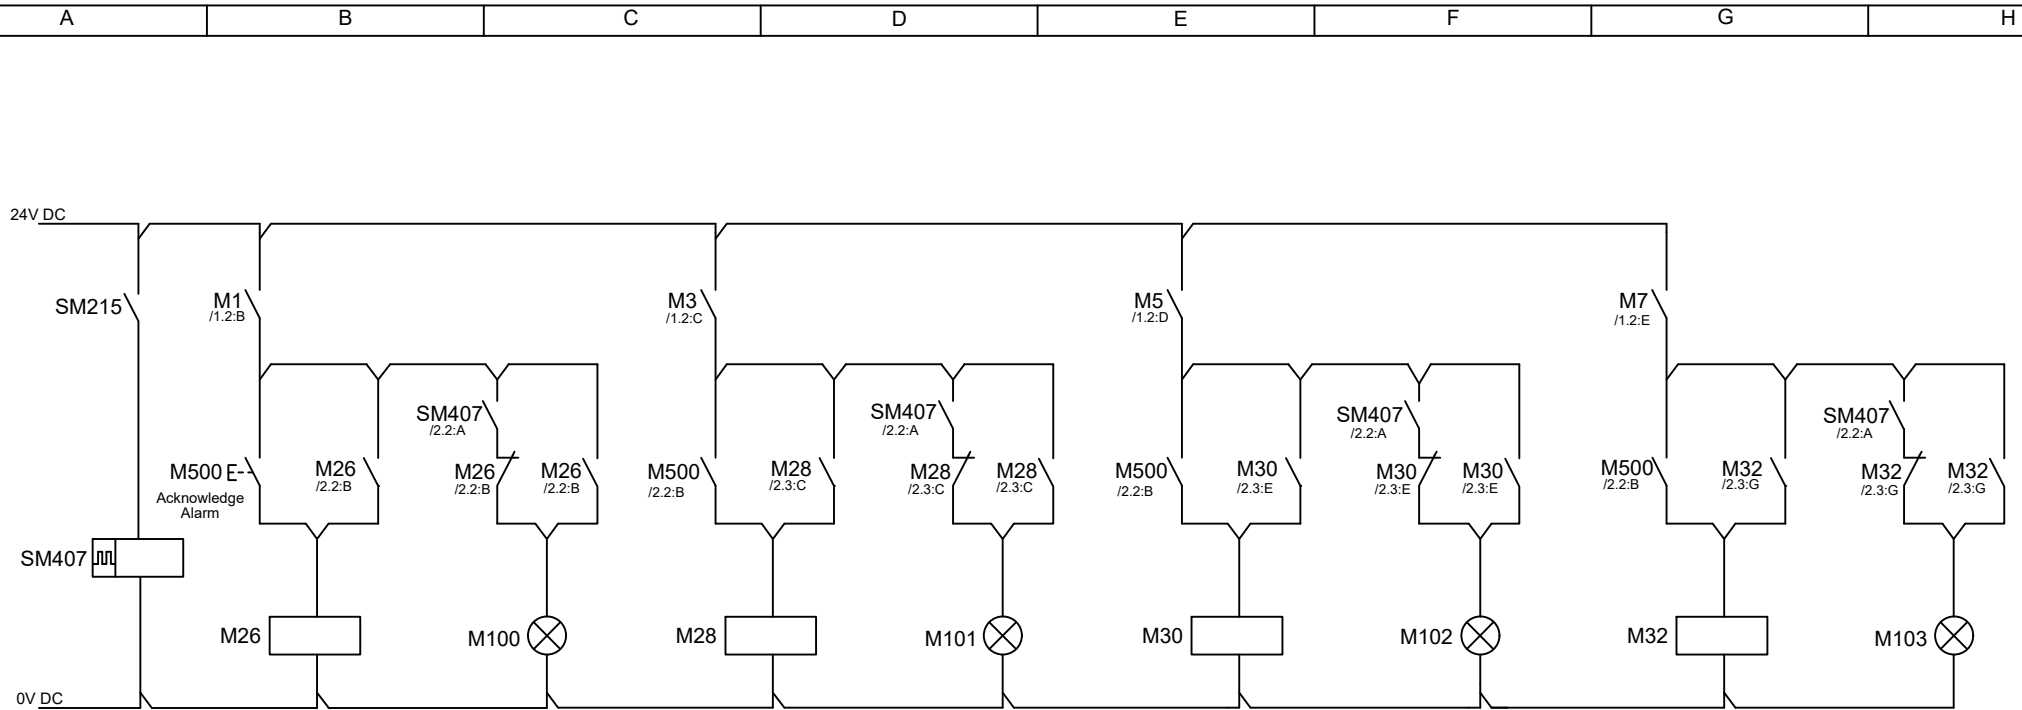 A B C D E F G H
24V DC
SM215 M1 M3 M5 M7
/1.2:B /1.2:C /1.2:D /1.2:E
SM407 SM407 SM407 SM407
/2.2:A /2.2:A /2.2:A /2.2:A
M500 E-- M26 M26 M26 M500 M28 M28 M28 M500 M30 M30 M30 M500 M32 M32 M32
/2.2:B /2.2:B /2.2:B /2.2:B /2.3:C /2.3:C /2.3:C /2.2:B /2.3:E /2.3:E /2.3:E /2.2:B /2.3:G /2.3:G /2.3:G
Acknowledge
Alarm
SM407
M26 M100 M28 M101 M30 M102 M32 M103
0V DC